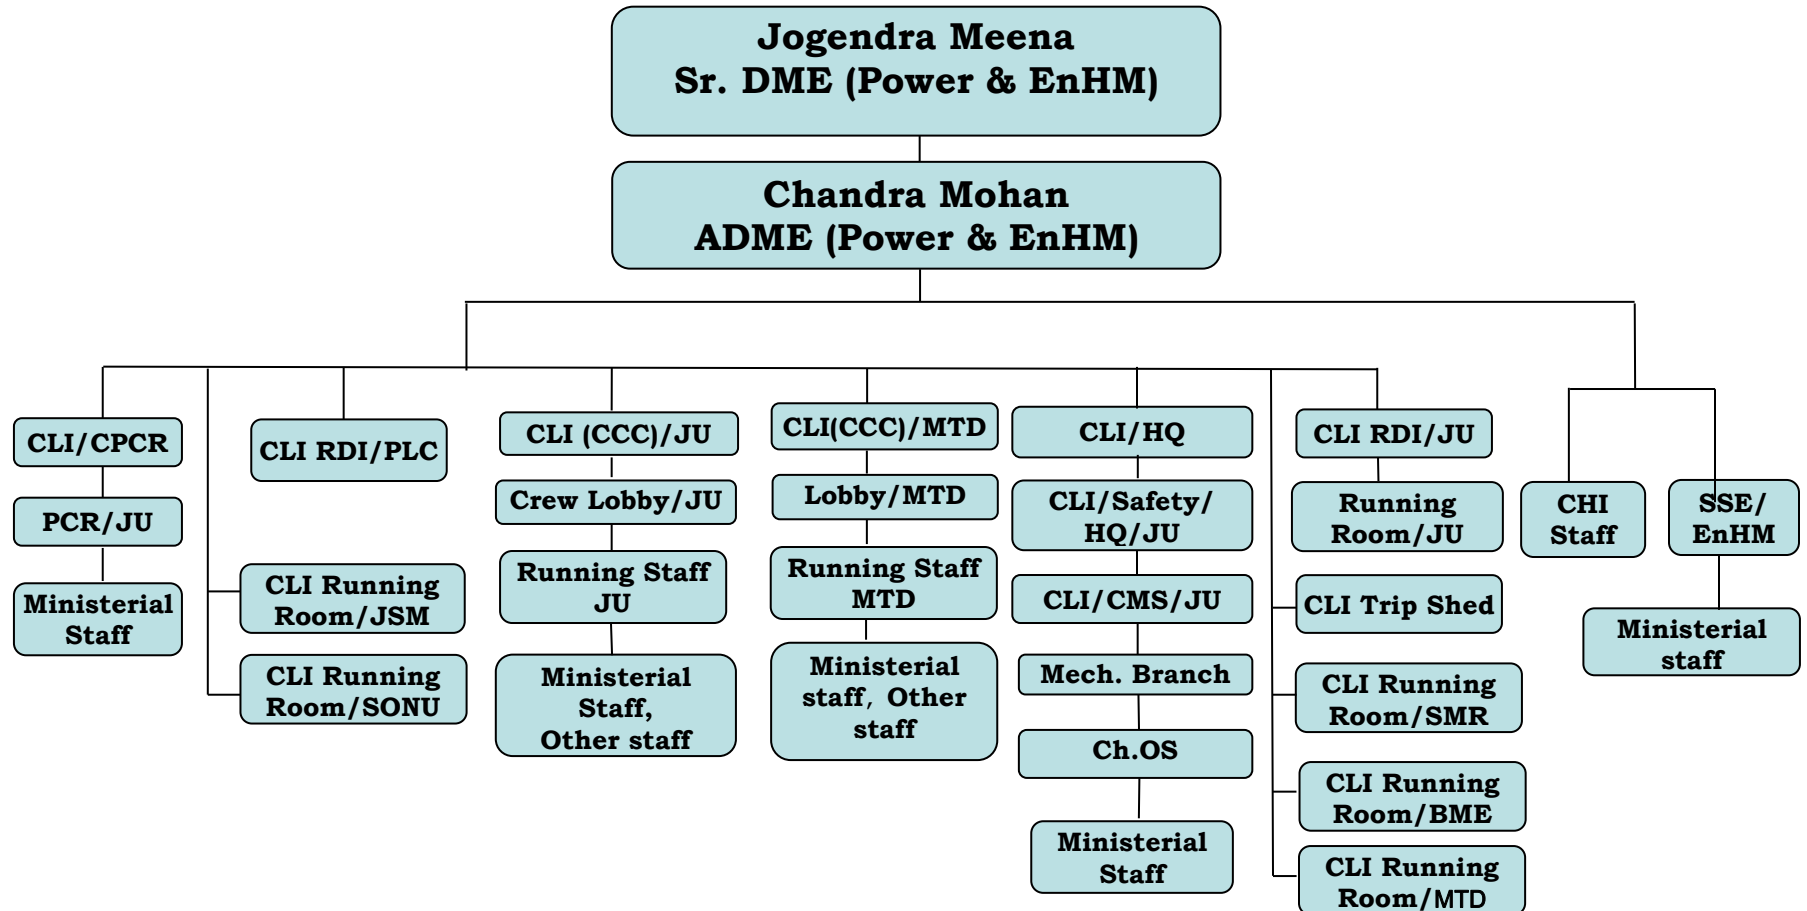 Jogendra Meena
Sr. DME (Power & EnHM)
Chandra Mohan
ADME (Power & EnHM)
CLI/CPCR
PCR/JU
Ministerial
Staff
CLI RDI/PLC
CLI Running
Room/JSM
CLI Running
Room/SONU
CLI (CCC)/JU
Crew Lobby/JU
Running Staff
JU
Ministerial
Staff,
Other staff
CLI(CCC)/MTD
Lobby/MTD
Running Staff
MTD
Ministerial
staff, Other
staff
CLI/HQ
CLI/Safety/
HQ/JU
CLI/CMS/JU
Mech. Branch
Ch.OS
Ministerial
Staff
CLI RDI/JU
Running
Room/JU
CLI Trip Shed
CLI Running
Room/SMR
CLI Running
Room/BME
CLI Running
Room/MTD
CHI
Staff
SSE/
EnHM
Ministerial
staff